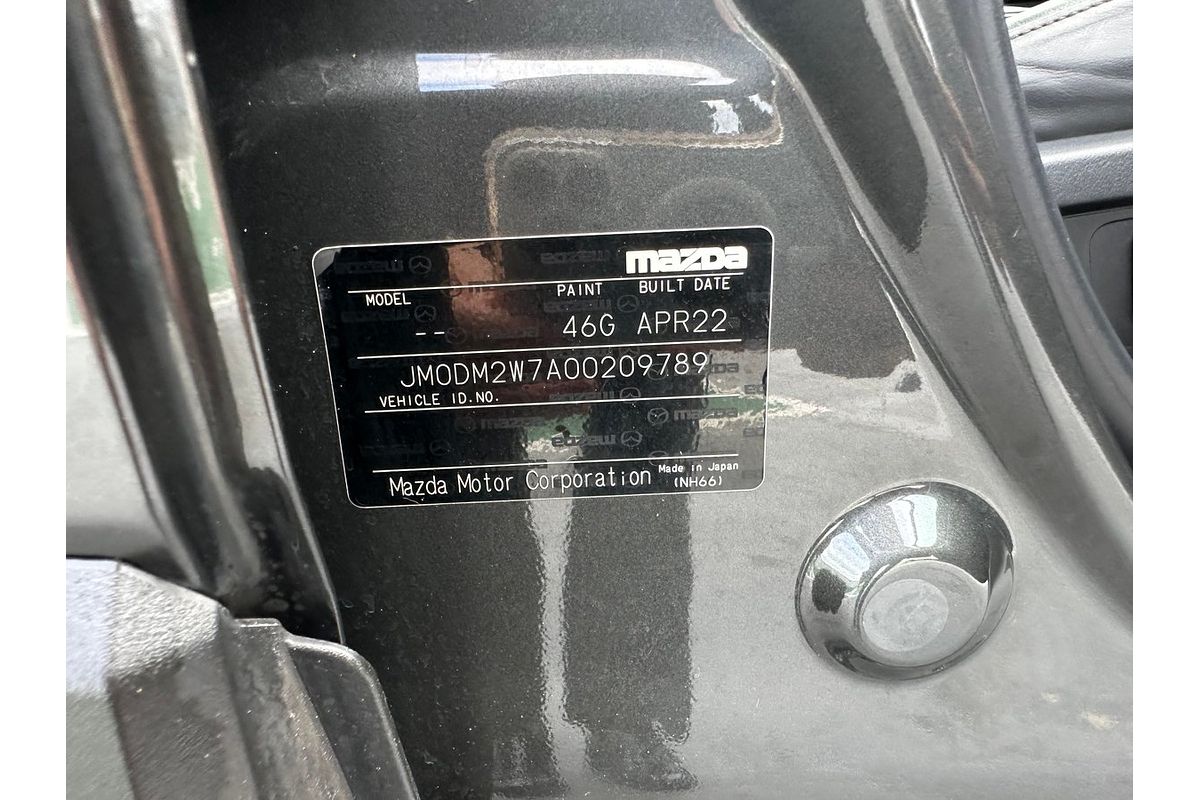 mazda
MODEL PAINT BUILT DATE
-- 46G APR22
JM0DM2W7A00209789
VEHICLE ID.NO.
Mazda Motor Corporation Made in Japan
(NH66)